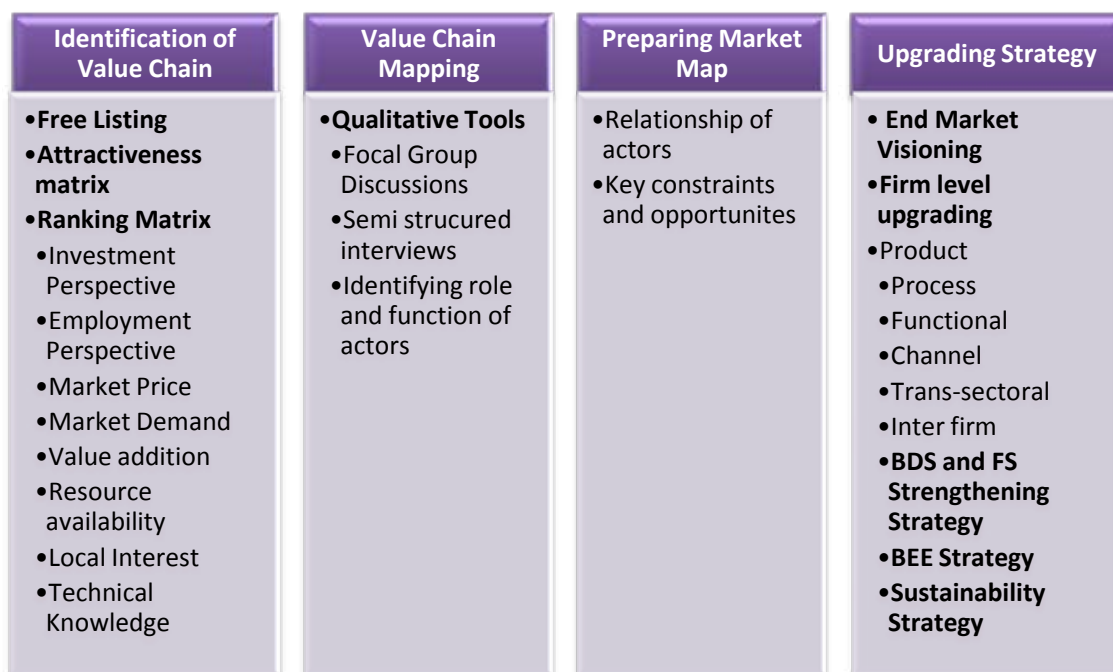 Identification of
Value Chain
•Free Listing
•Attractiveness
matrix
•Ranking Matrix
•Investment
Perspective
•Employment
Perspective
•Market Price
•Market Demand
•Value addition
•Resource
availability
•Local Interest
•Technical
Knowledge
Value Chain
Mapping
•Qualitative Tools
•Focal Group
Discussions
•Semi strucured
interviews
•Identifying role
and function of
actors
Preparing Market
Map
•Relationship of
actors
•Key constraints
and opportunites
Upgrading Strategy
• End Market
Visioning
•Firm level
upgrading
•Product
•Process
•Functional
•Channel
•Trans-sectoral
•Inter firm
•BDS and FS
Strengthening
Strategy
•BEE Strategy
•Sustainability
Strategy